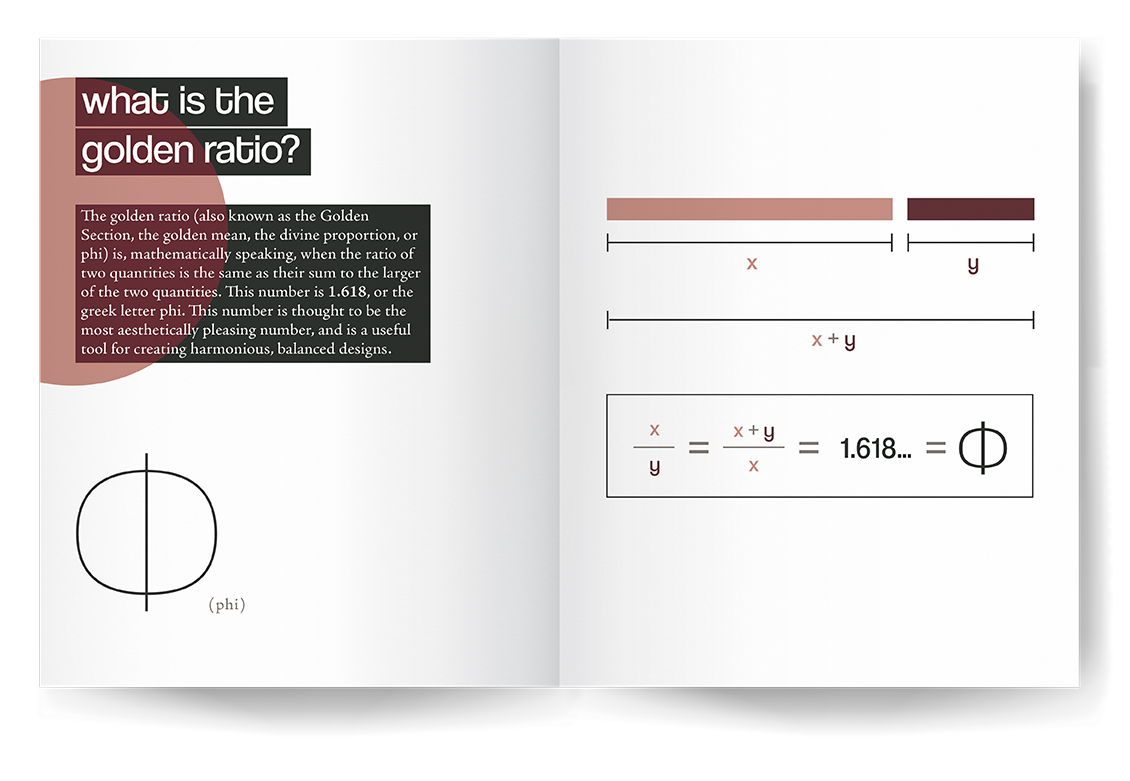 what is the
golden ratio?
The golden ratio (also known as the Golden
Section, the golden mean, the divine proportion, or
phi) is, mathematically speaking, when the ratio of
two quantities is the same as their sum to the larger
of the two quantities. This number is 1.618, or the
greek letter phi. This number is thought to be the
most aesthetically pleasing number, and is a useful
tool for creating harmonious, balanced designs.
Φ
(phi)
x y
x + y
x/y = x + y/x = 1.618... = Φ